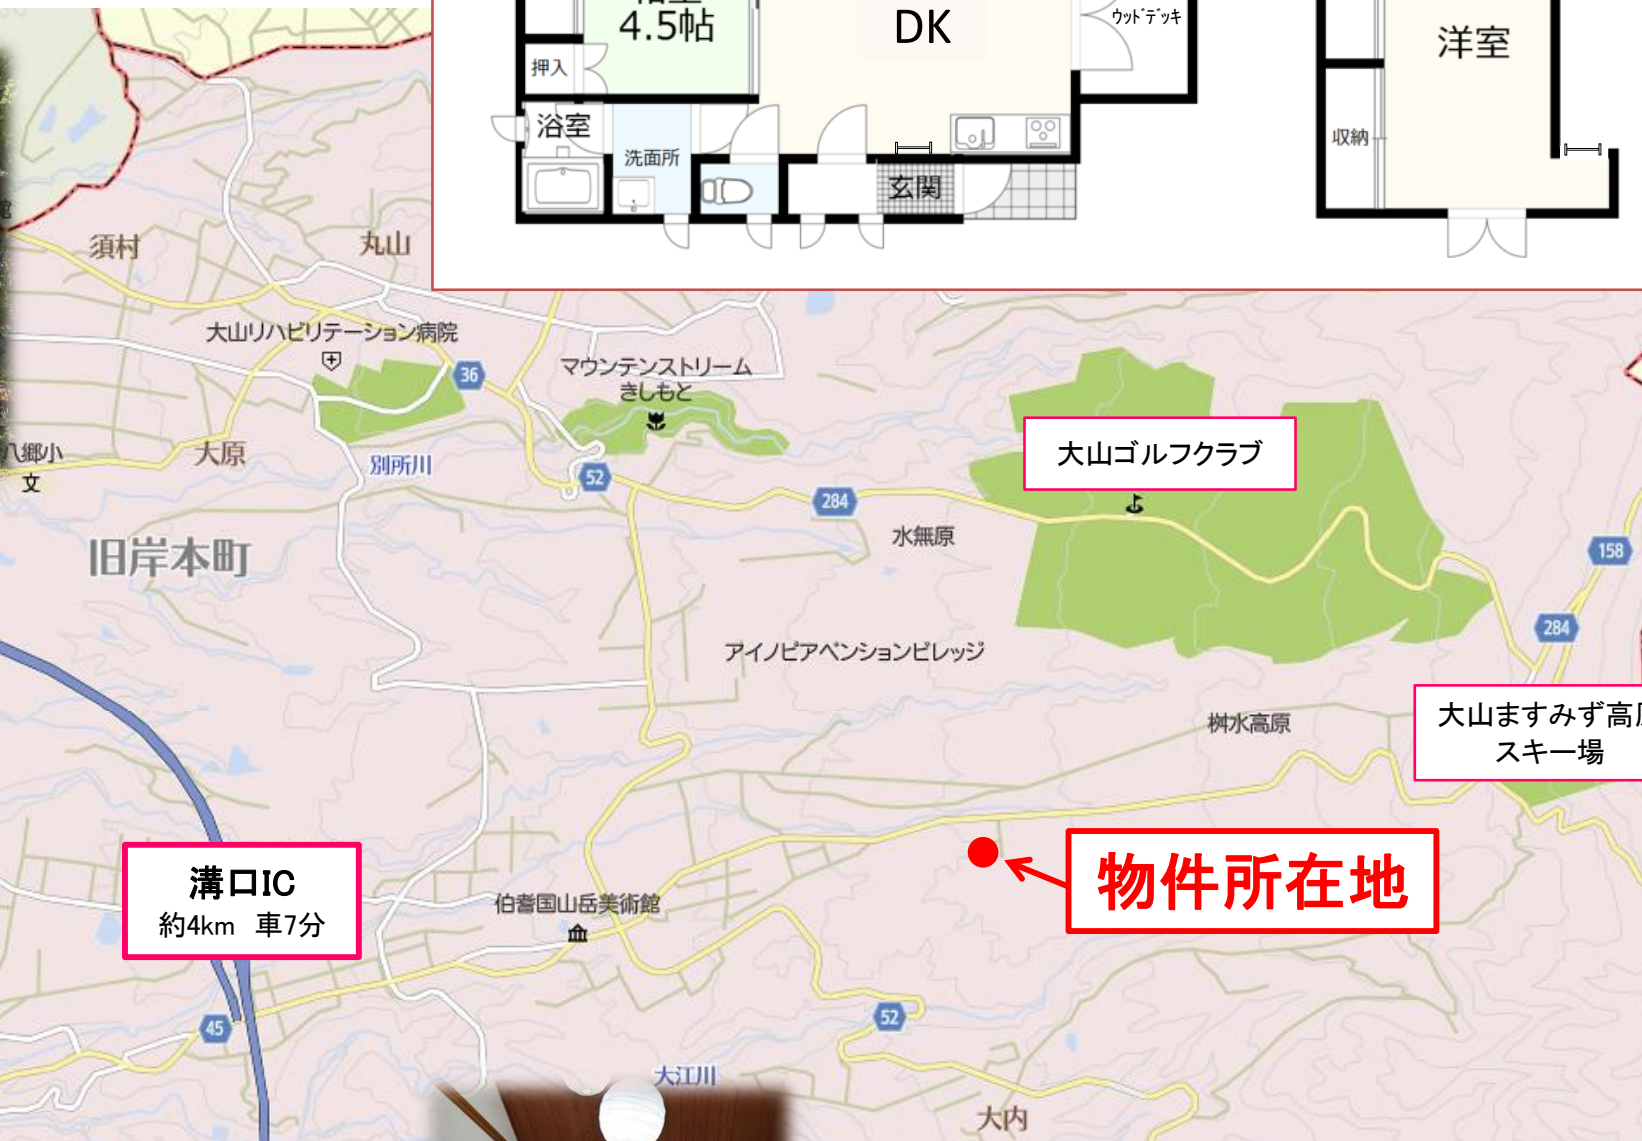 4.5帖
DK
ｳｯﾄﾞﾃﾞｯｷ
洋室
押入
浴室
洗面所
玄関
収納
須村
丸山
大山リハビリテーション病院
36
マウンテンストリーム
きしもと
八郷小
文
大原
別所川
52
284
大山ゴルフクラブ
水無原
旧岸本町
158
284
アイノピアペンションビレッジ
桝水高原
大山ますみず高原
スキー場
物件所在地
溝口IC
約4km 車7分
伯耆国山岳美術館
45
52
大江川
大内